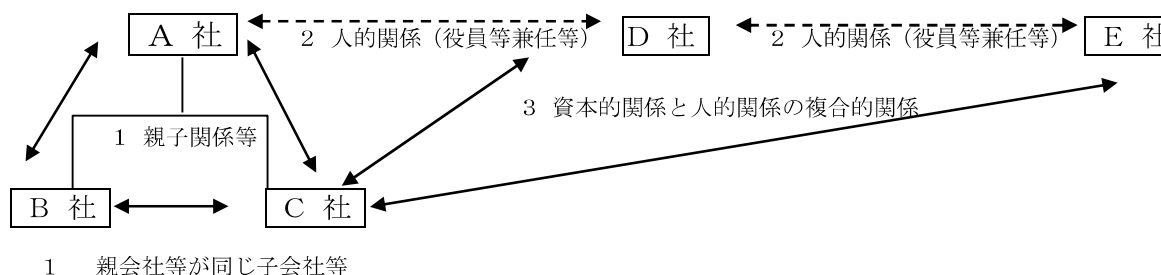 A 社
2 人的関係（役員等兼任等）
D 社
2 人的関係（役員等兼任等）
E 社
3 資本的関係と人的関係の複合的関係
1 親子関係等
B 社
C 社
1 親会社等が同じ子会社等